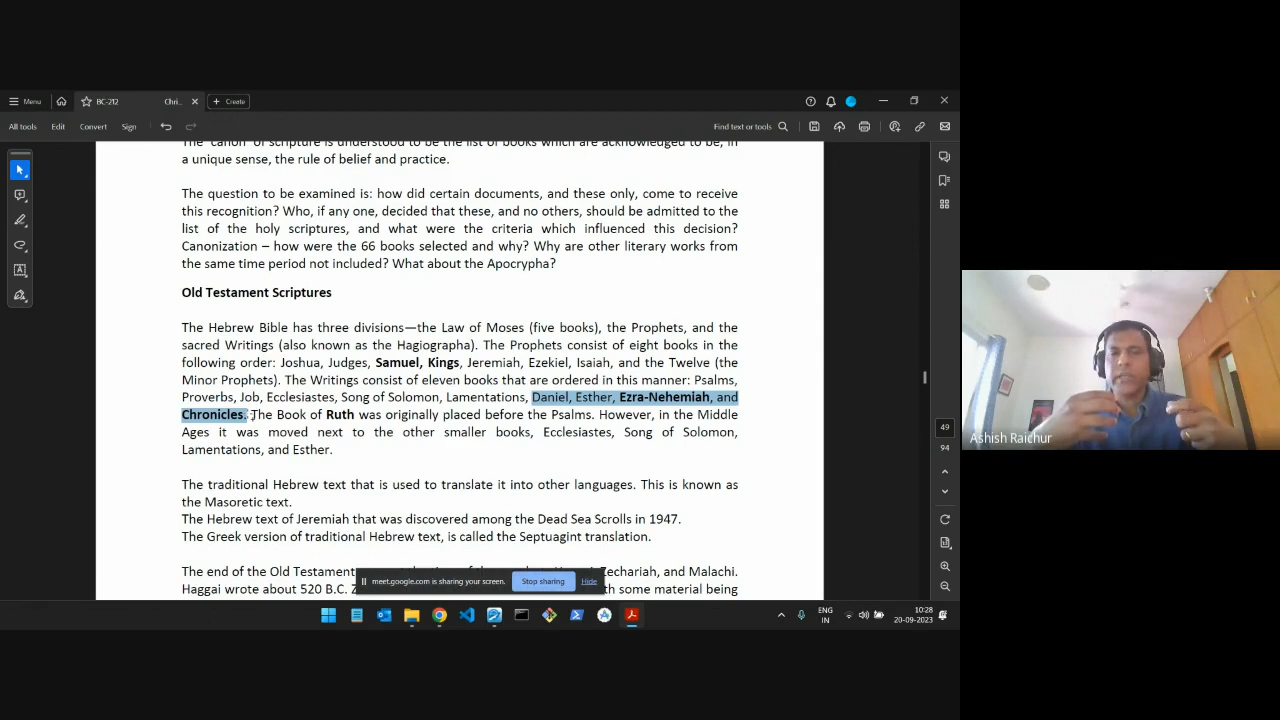 Menu
BC-212
Chri...
Create
All tools
Edit
Convert
Sign
Find text or tools
The 'canon' of scripture is understood to be the list of books which are acknowledged to be, in
a unique sense, the rule of belief and practice.
The question to be examined is: how did certain documents, and these only, come to receive
this recognition? Who, if any one, decided that these, and no others, should be admitted to the
list of the holy scriptures, and what were the criteria which influenced this decision?
Canonization – how were the 66 books selected and why? Why are other literary works from
the same time period not included? What about the Apocrypha?
Old Testament Scriptures
The Hebrew Bible has three divisions—the Law of Moses (five books), the Prophets, and the
sacred Writings (also known as the Hagiographa). The Prophets consist of eight books in the
following order: Joshua, Judges, Samuel, Kings, Jeremiah, Ezekiel, Isaiah, and the Twelve (the
Minor Prophets). The Writings consist of eleven books that are ordered in this manner: Psalms,
Proverbs, Job, Ecclesiastes, Song of Solomon, Lamentations, Daniel, Esther, Ezra-Nehemiah, and
Chronicles. The Book of Ruth was originally placed before the Psalms. However, in the Middle
Ages it was moved next to the other smaller books, Ecclesiastes, Song of Solomon,
Lamentations, and Esther.
The traditional Hebrew text that is used to translate it into other languages. This is known as
the Masoretic text.
The Hebrew text of Jeremiah that was discovered among the Dead Sea Scrolls in 1947.
The Greek version of traditional Hebrew text, is called the Septuagint translation.
The end of the Old Testament Zechariah, and Malachi.
Haggai wrote about 520 B.C. Z th some material being
meet.google.com is sharing your screen.
Stop sharing
Hide
49
94
ENG
IN
10:28
20-09-2023
Ashish Raichur